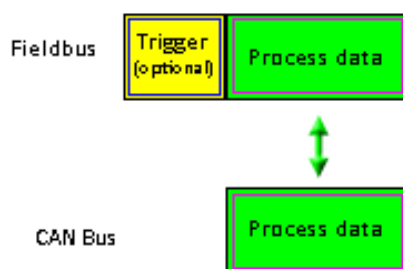 Fieldbus
Trigger
(optional)
Process data
CAN Bus
Process data